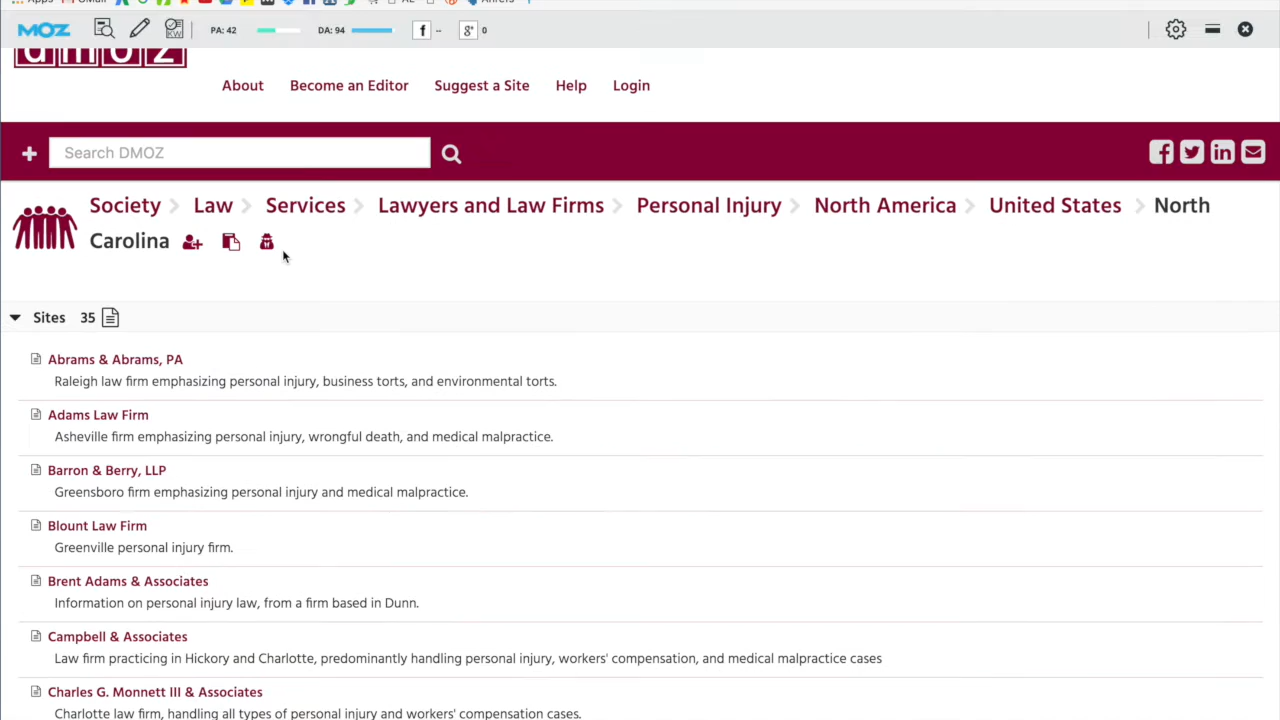 Apps
Ahrefs
MOZ
KW
PA: 42
DA: 94
f --
g+ 0
dmoz
About Become an Editor Suggest a Site Help Login
Search DMOZ
Society Law Services Lawyers and Law Firms Personal Injury North America United States North
Carolina
Sites 35
Abrams & Abrams, PA
Raleigh law firm emphasizing personal injury, business torts, and environmental torts.
Adams Law Firm
Asheville firm emphasizing personal injury, wrongful death, and medical malpractice.
Barron & Berry, LLP
Greensboro firm emphasizing personal injury and medical malpractice.
Blount Law Firm
Greenville personal injury firm.
Brent Adams & Associates
Information on personal injury law, from a firm based in Dunn.
Campbell & Associates
Law firm practicing in Hickory and Charlotte, predominantly handling personal injury, workers' compensation, and medical malpractice cases
Charles G. Monnett III & Associates
Charlotte law firm, handling all types of personal injury and workers' compensation cases.